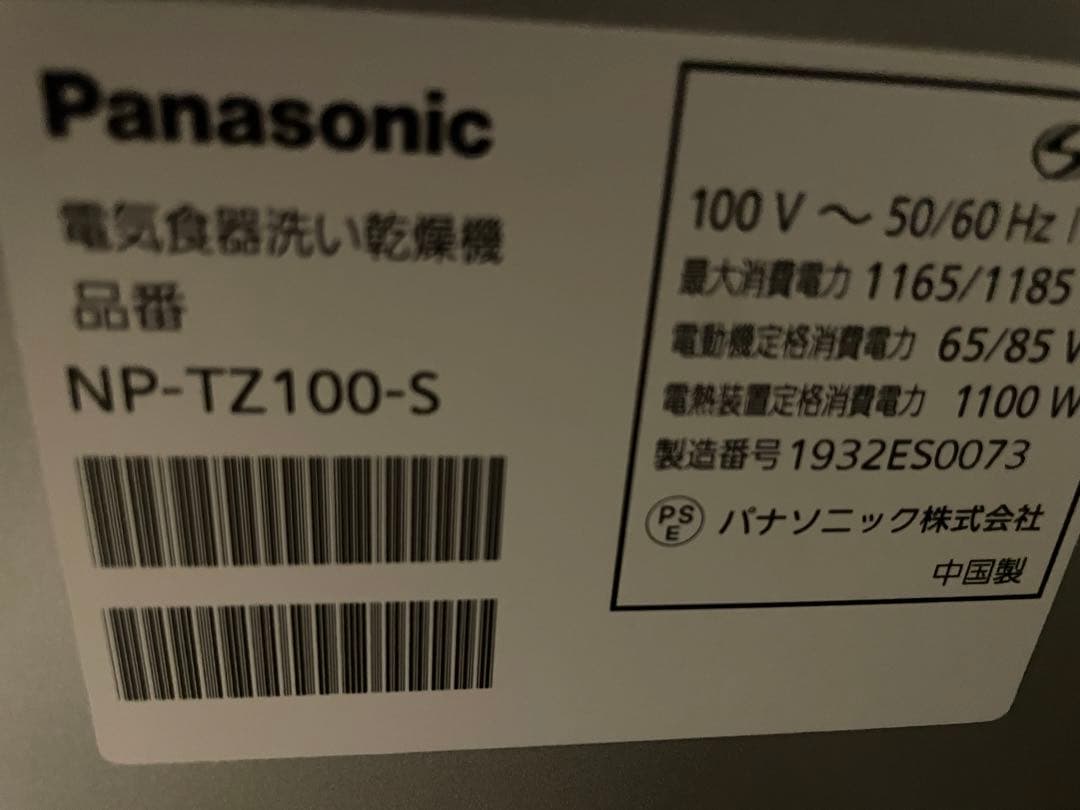 Panasonic
電気食器洗い乾燥機
品番
NP-TZ100-S
100 V ～ 50/60 Hz
最大消費電力 1165/1185
電動機定格消費電力 65/85 W
電熱装置定格消費電力 1100 W
製造番号 1932ES0073
PS
E
パナソニック株式会社
中国製